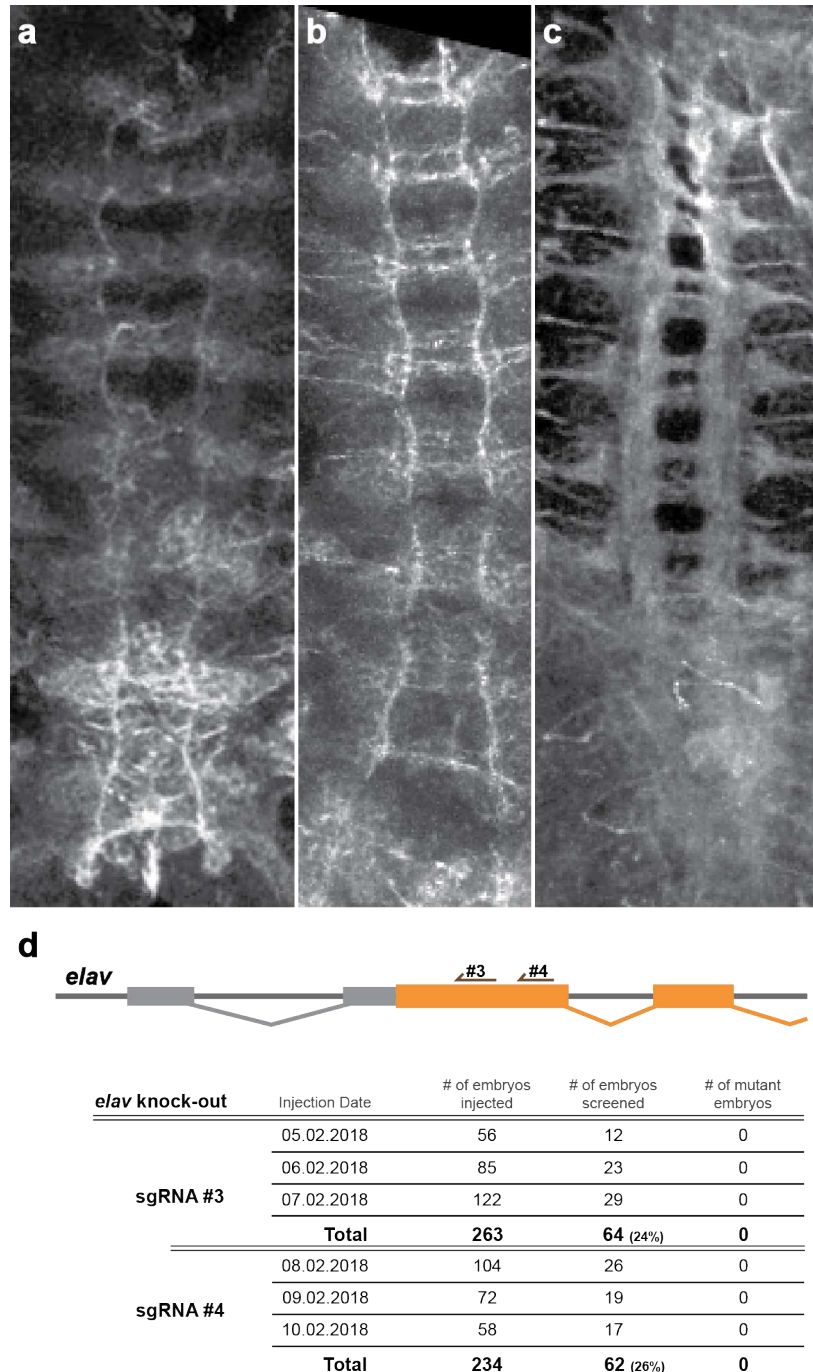 a
b
c
d
elav
#3
#4
elav knock-out Injection Date # of embryos injected # of embryos screened # of mutant embryos
sgRNA #3
05.02.2018 56 12 0
06.02.2018 85 23 0
07.02.2018 122 29 0
Total 263 64 (24%) 0
sgRNA #4
08.02.2018 104 26 0
09.02.2018 72 19 0
10.02.2018 58 17 0
Total 234 62 (26%) 0